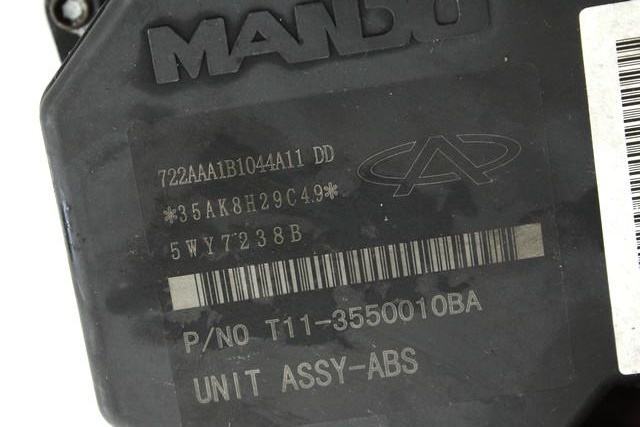 MANDO
722AAA1B1044A11 DD
*35AK8H29C49*
5WY7238B
P/NO T11-3550010BA
UNIT ASSY-ABS